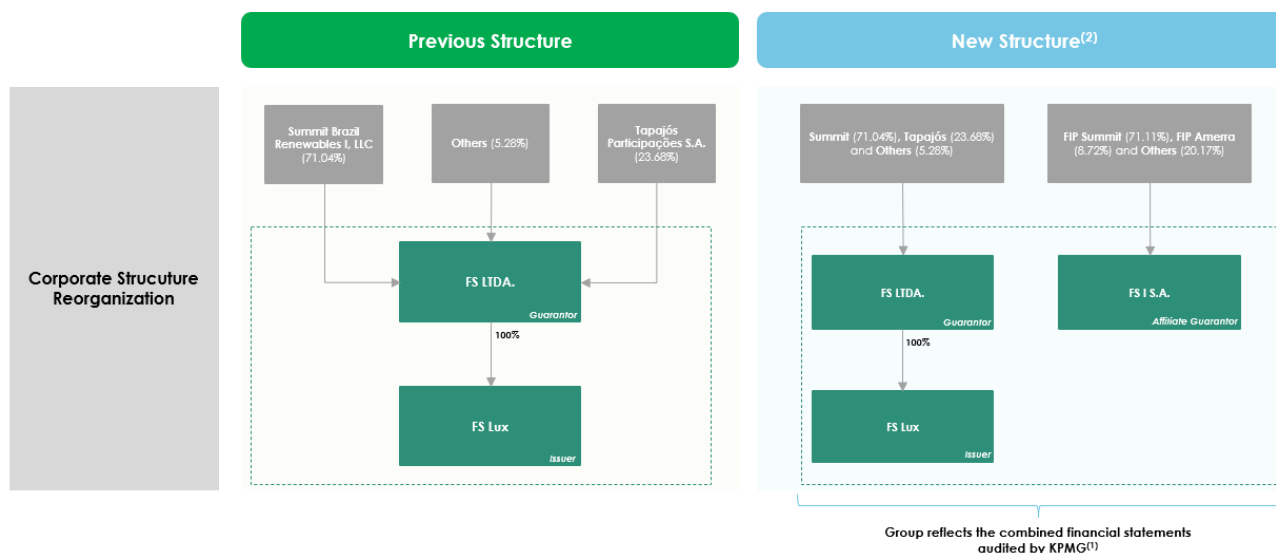 Previous Structure
New Structure(2)
Corporate Strucuture
Reorganization
Summit Brazil
Renewables I, LLC
(71.04%)
Others (5.28%)
Tapajós
Participações S.A.
(23.68%)
FS LTDA.
Guarantor
100%
FS Lux
Issuer
Summit (71.04%), Tapajós (23.68%)
and Others (5.28%)
FIP Summit (71.11%), FIP Amerra
(8.72%) and Others (20.17%)
FS LTDA.
Guarantor
FS I S.A.
Affiliate Guarantor
100%
FS Lux
Issuer
Group reflects the combined financial statements
audited by KPMG(1)